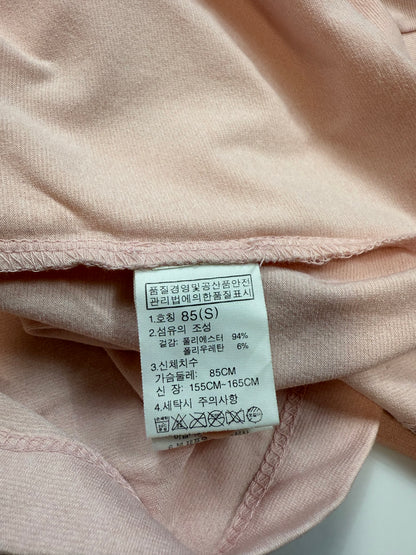 품질경영및공산품안전
관리법에의한품질표시
1.호칭 85(S)
2.섬유의 조성
겉감: 폴리에스터 94%
폴리우레탄 6%
3.신체치수
가슴둘레: 85CM
신 장: 155CM~165CM
4.세탁시 주의사항